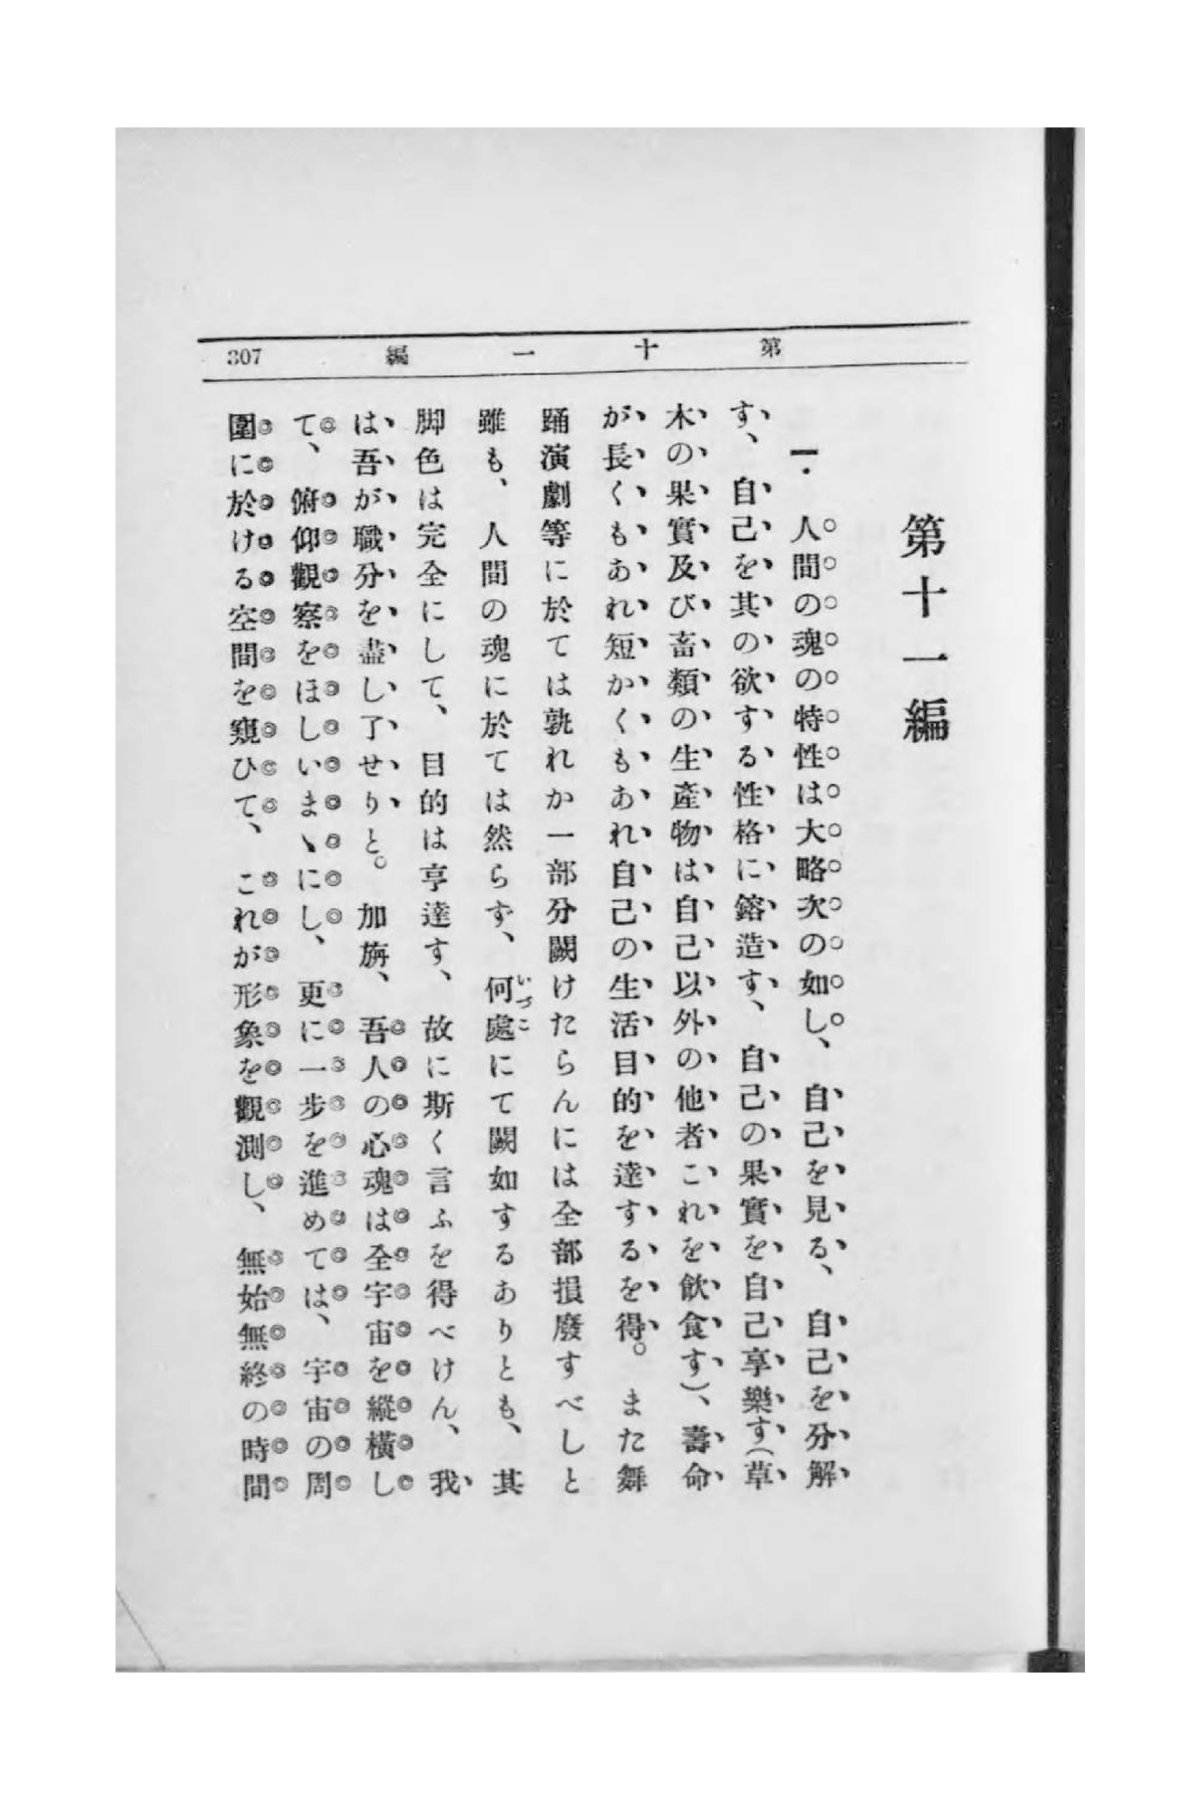 第十一編
307
第十一編
一. 人間の魂の特性は大略次の如し、自己を見る、自己を分解
す、自己を其の欲する性格に鎔造す、自己の果實を自己享樂す(草
木の果實及び畜類の生產物は自己以外の他者これを飮食す)、壽命
が長くもあれ短かくもあれ自己の生活目的を達するを得。また舞
踊演劇等に於ては孰れか一部分闕けたらんには全部損廢すべしと
雖も、人間の魂に於ては然らず、何處にて闕如するありとも、其
いづこ
脚色は完全にして、目的は亨達す、故に斯く言ふを得べけん、我
は吾が職分を盡し了せりと。加旃、吾人の心魂は全宇宙を縱橫し
て、俯仰觀察をほしいまゝにし、更に一步を進めては、宇宙の周
圍に於ける空間を窺ひて、これが形象を觀測し、無始無終の時間